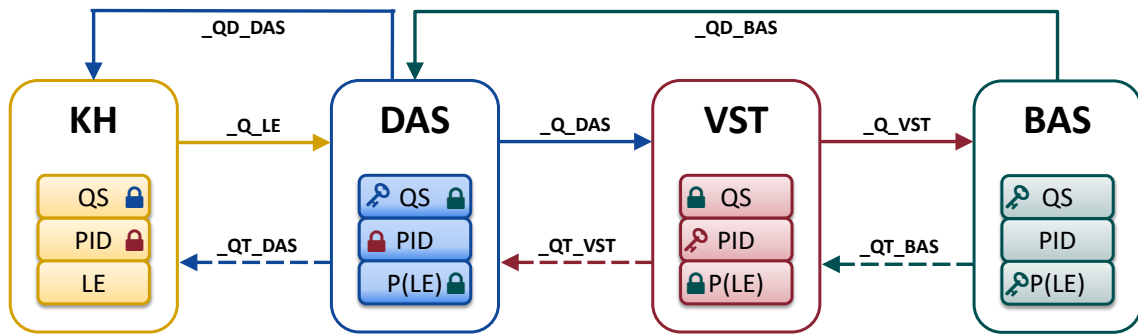 _QD_DAS
_QD_BAS
KH
DAS
VST
BAS
_Q_LE
_Q_DAS
_Q_VST
QS
QS
QS
QS
PID
PID
PID
PID
_QT_DAS
_QT_VST
_QT_BAS
LE
P(LE)
P(LE)
P(LE)